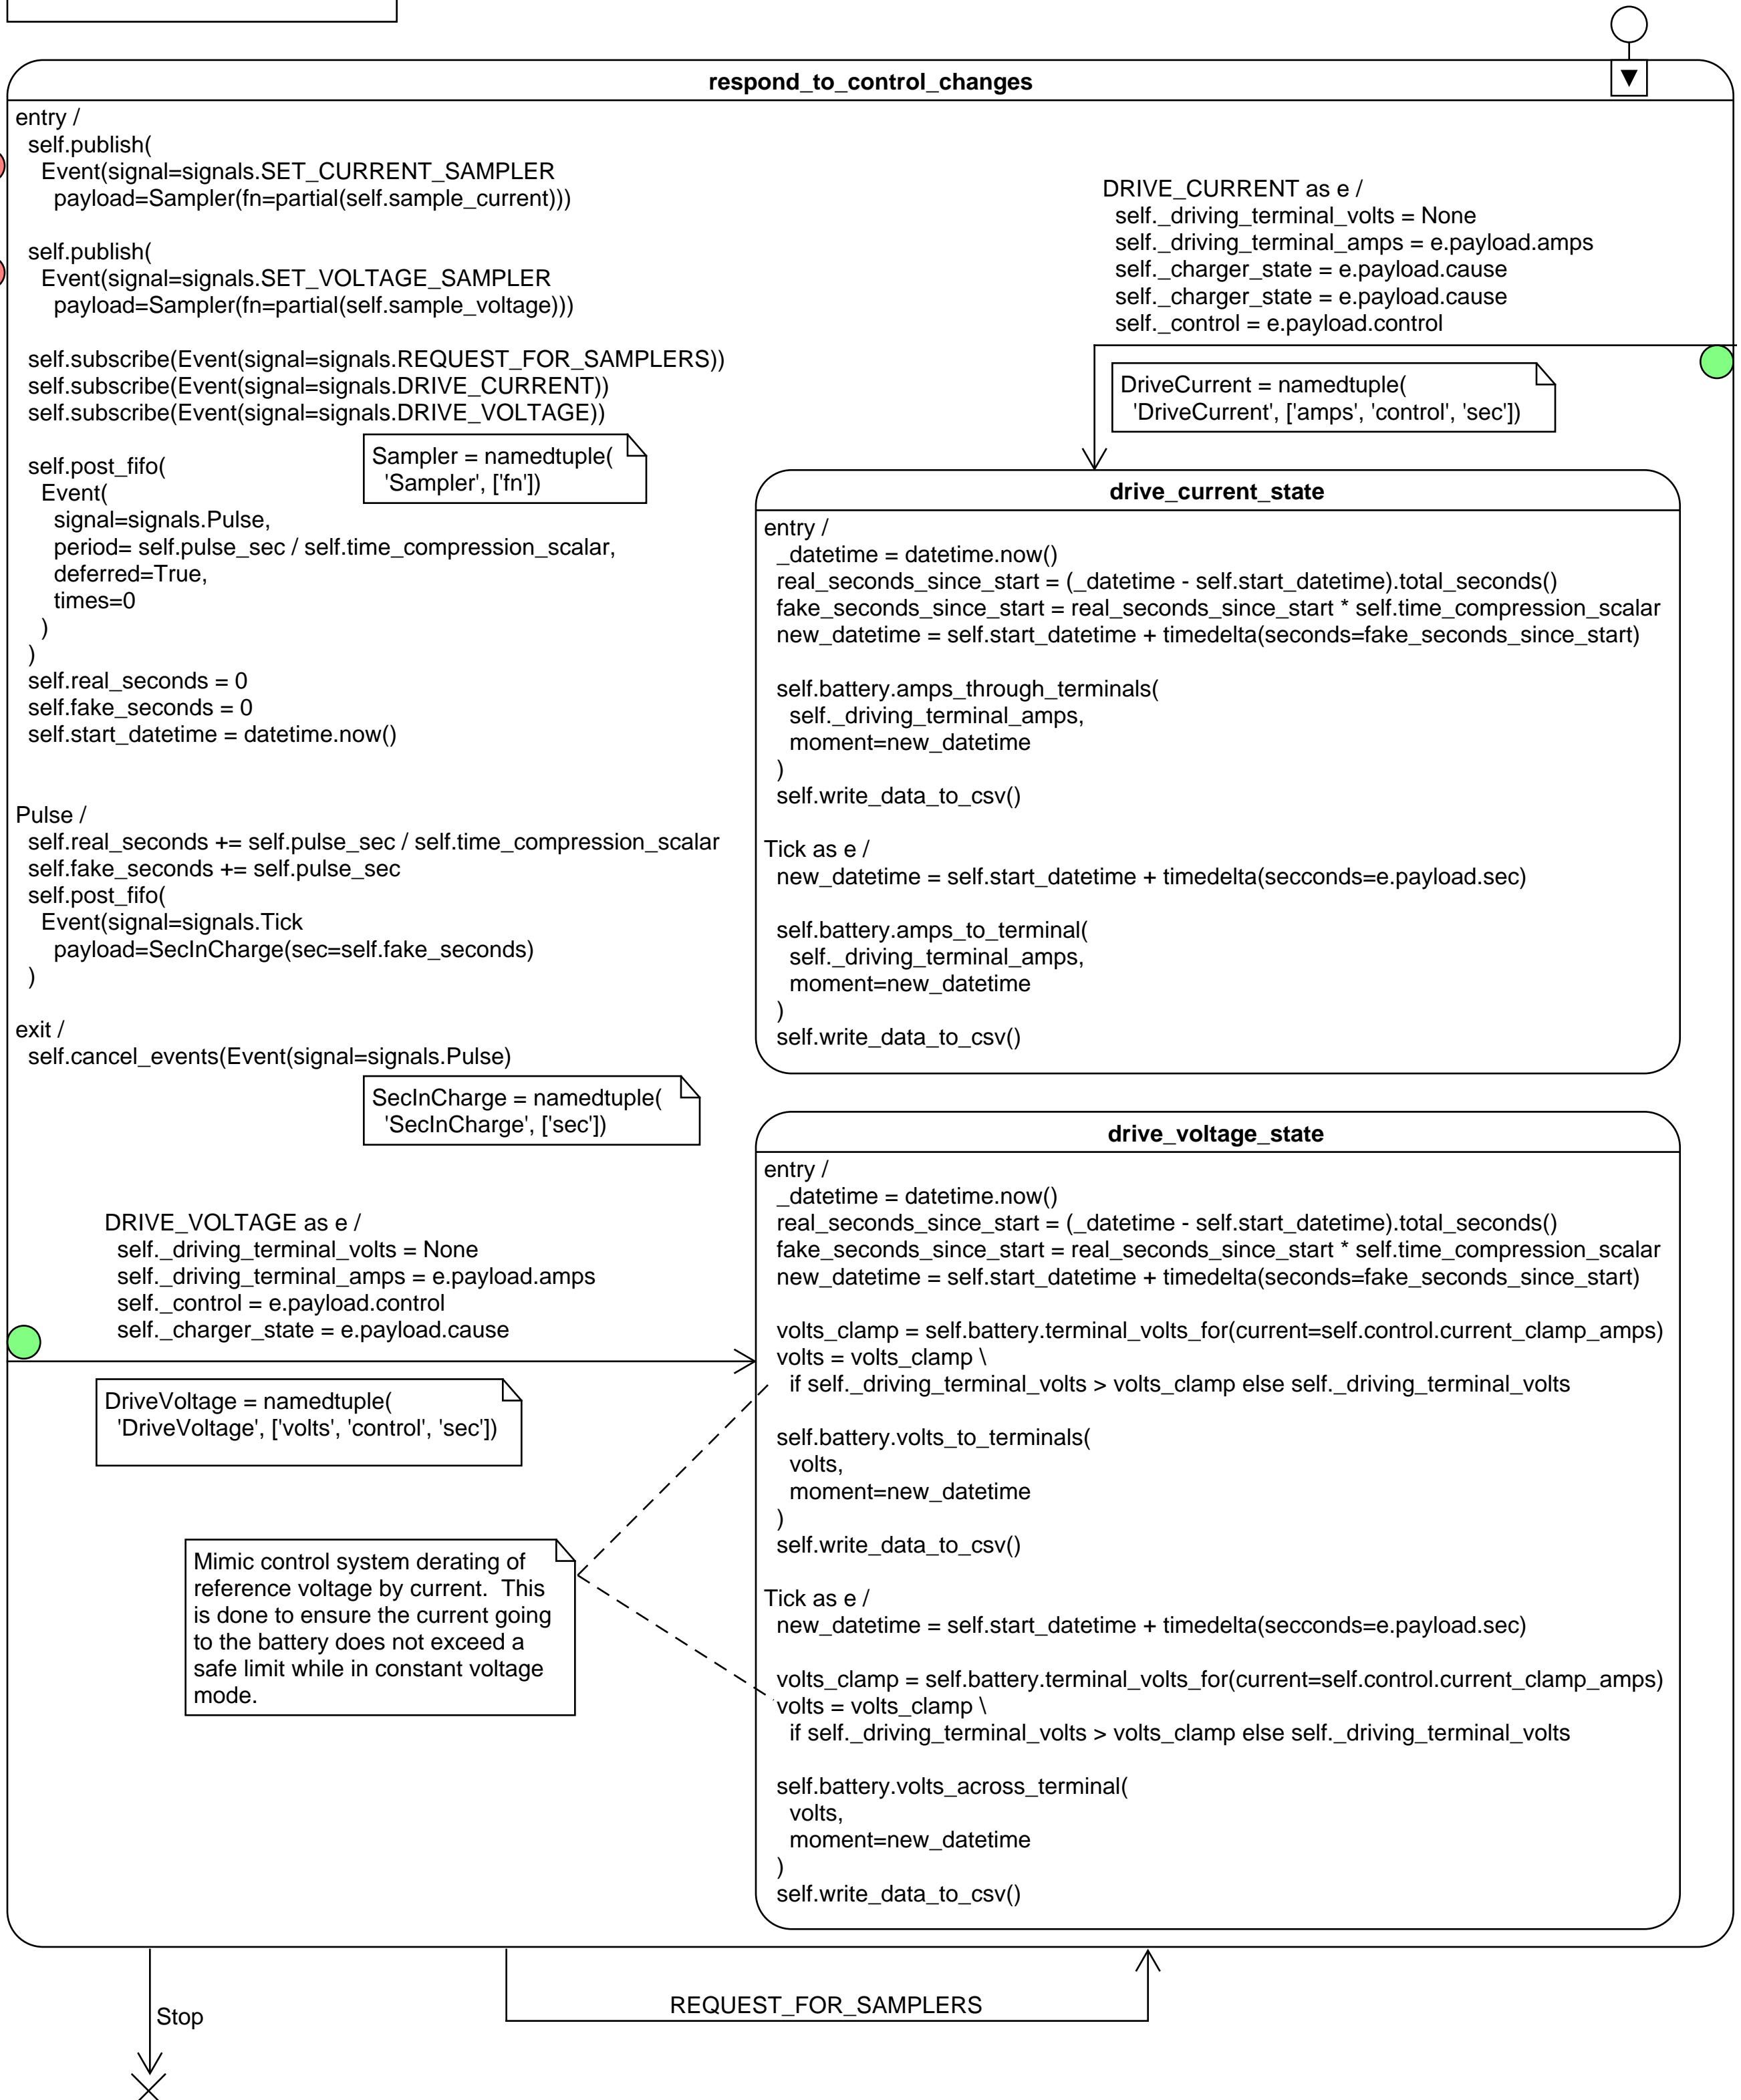 respond_to_control_changes
entry /
self.publish(
Event(signal=signals.SET_CURRENT_SAMPLER
payload=Sampler(fn=partial(self.sample_current)))
self.publish(
Event(signal=signals.SET_VOLTAGE_SAMPLER
payload=Sampler(fn=partial(self.sample_voltage)))
self.subscribe(Event(signal=signals.REQUEST_FOR_SAMPLERS))
self.subscribe(Event(signal=signals.DRIVE_CURRENT))
self.subscribe(Event(signal=signals.DRIVE_VOLTAGE))
self.post_fifo(
Event(
signal=signals.Pulse,
period= self.pulse_sec / self.time_compression_scalar,
deferred=True,
times=0
)
)
self.real_seconds = 0
self.fake_seconds = 0
self.start_datetime = datetime.now()
Sampler = namedtuple(
'Sampler', ['fn'])
Pulse /
self.real_seconds += self.pulse_sec / self.time_compression_scalar
self.fake_seconds += self.pulse_sec
self.post_fifo(
Event(signal=signals.Tick
payload=SecInCharge(sec=self.fake_seconds)
)
exit /
self.cancel_events(Event(signal=signals.Pulse)
SecInCharge = namedtuple(
'SecInCharge', ['sec'])
DRIVE_VOLTAGE as e /
self._driving_terminal_volts = None
self._driving_terminal_amps = e.payload.amps
self._control = e.payload.control
self._charger_state = e.payload.cause
DriveVoltage = namedtuple(
'DriveVoltage', ['volts', 'control', 'sec'])
Mimic control system derating of
reference voltage by current.  This
is done to ensure the current going
to the battery does not exceed a
safe limit while in constant voltage
mode.
DRIVE_CURRENT as e /
self._driving_terminal_volts = None
self._driving_terminal_amps = e.payload.amps
self._charger_state = e.payload.cause
self._charger_state = e.payload.cause
self._control = e.payload.control
DriveCurrent = namedtuple(
'DriveCurrent', ['amps', 'control', 'sec'])
drive_current_state
entry /
_datetime = datetime.now()
real_seconds_since_start = (_datetime - self.start_datetime).total_seconds()
fake_seconds_since_start = real_seconds_since_start * self.time_compression_scalar
new_datetime = self.start_datetime + timedelta(seconds=fake_seconds_since_start)
self.battery.amps_through_terminals(
self._driving_terminal_amps,
moment=new_datetime
)
self.write_data_to_csv()
Tick as e /
new_datetime = self.start_datetime + timedelta(secconds=e.payload.sec)
self.battery.amps_to_terminal(
self._driving_terminal_amps,
moment=new_datetime
)
self.write_data_to_csv()
drive_voltage_state
entry /
_datetime = datetime.now()
real_seconds_since_start = (_datetime - self.start_datetime).total_seconds()
fake_seconds_since_start = real_seconds_since_start * self.time_compression_scalar
new_datetime = self.start_datetime + timedelta(seconds=fake_seconds_since_start)
volts_clamp = self.battery.terminal_volts_for(current=self.control.current_clamp_amps)
volts = volts_clamp \
if self._driving_terminal_volts > volts_clamp else self._driving_terminal_volts
self.battery.volts_to_terminals(
volts,
moment=new_datetime
)
self.write_data_to_csv()
Tick as e /
new_datetime = self.start_datetime + timedelta(secconds=e.payload.sec)
volts_clamp = self.battery.terminal_volts_for(current=self.control.current_clamp_amps)
volts = volts_clamp \
if self._driving_terminal_volts > volts_clamp else self._driving_terminal_volts
self.battery.volts_across_terminal(
volts,
moment=new_datetime
)
self.write_data_to_csv()
Stop
REQUEST_FOR_SAMPLERS